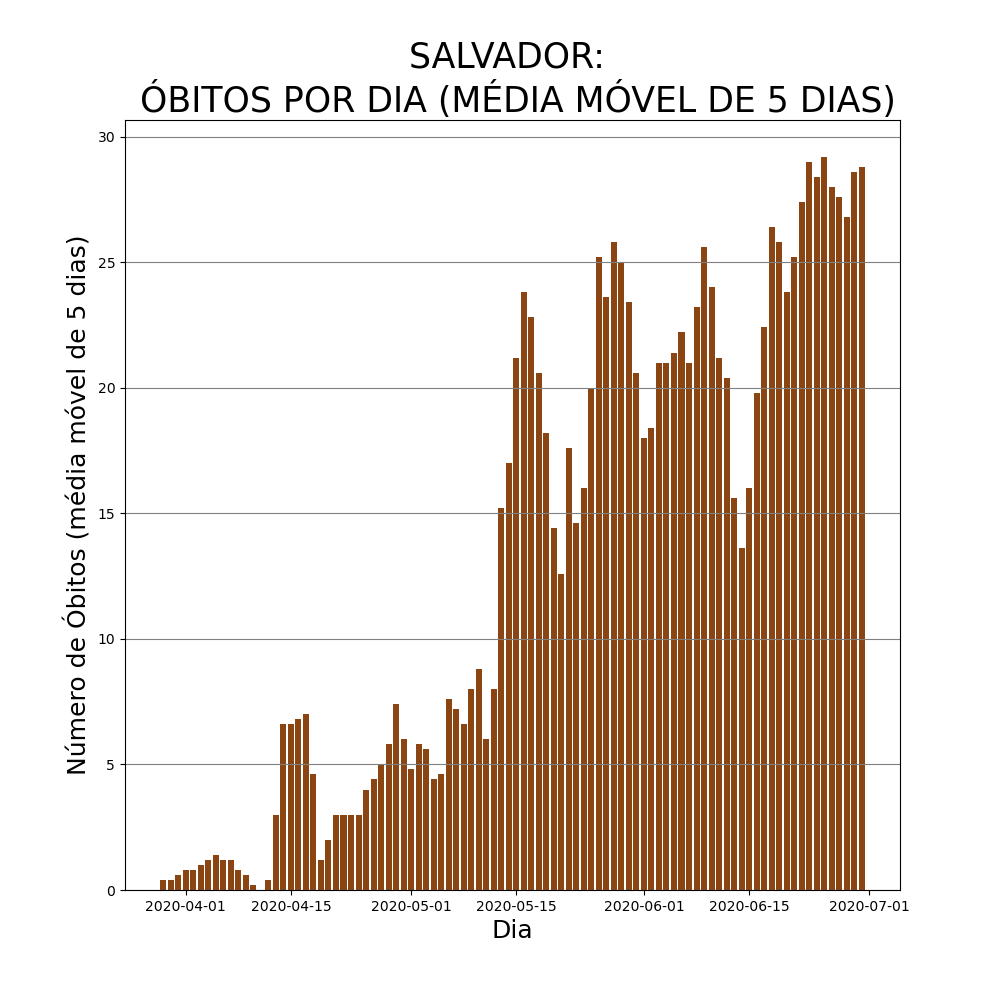 SALVADOR:
ÓBITOS POR DIA (MÉDIA MÓVEL DE 5 DIAS)
Número de Óbitos (média móvel de 5 dias)
30
25
20
15
10
5
0
2020-04-01 2020-04-15 2020-05-01 2020-05-15 2020-06-01 2020-06-15 2020-07-01
Dia